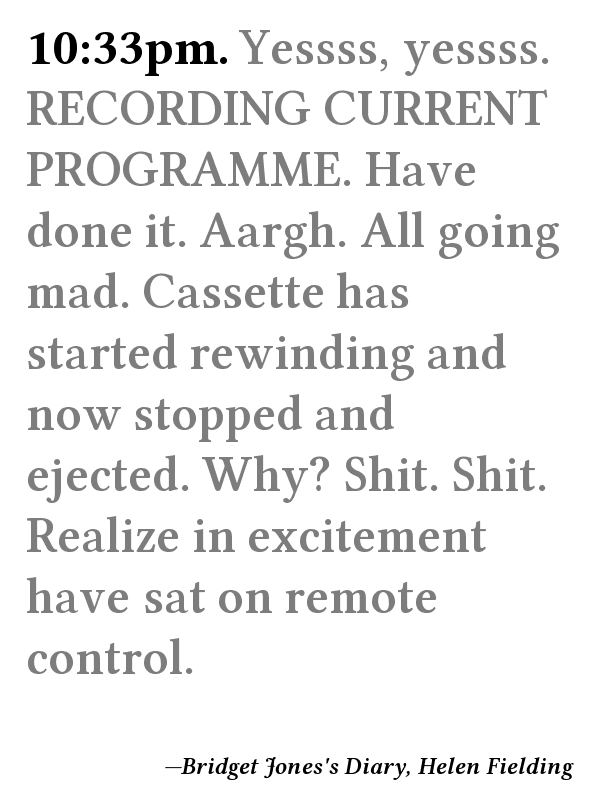 10:33pm. Yessss, yessss.
RECORDING CURRENT
PROGRAMME. Have
done it. Aargh. All going
mad. Cassette has
started rewinding and
now stopped and
ejected. Why? Shit. Shit.
Realize in excitement
have sat on remote
control.
—Bridget Jones's Diary, Helen Fielding